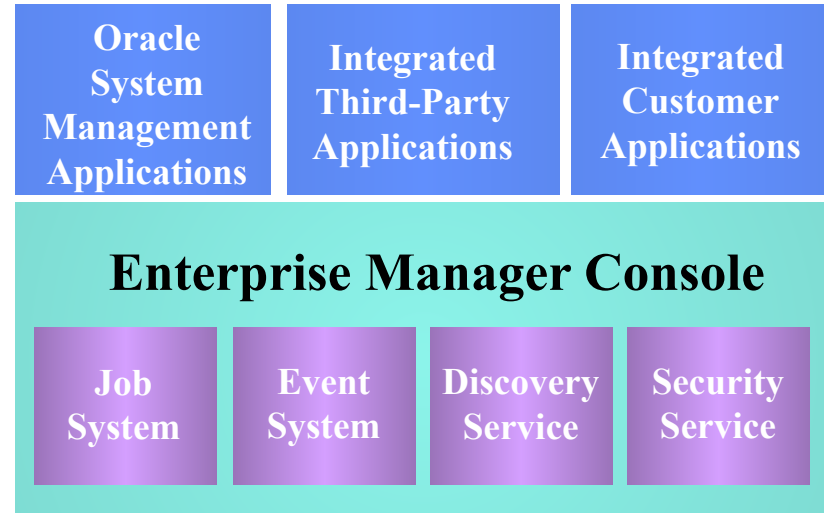 Oracle
System
Management
Applications
Integrated
Third-Party
Applications
Integrated
Customer
Applications
Enterprise Manager Console
Job
System
Event
System
Discovery
Service
Security
Service